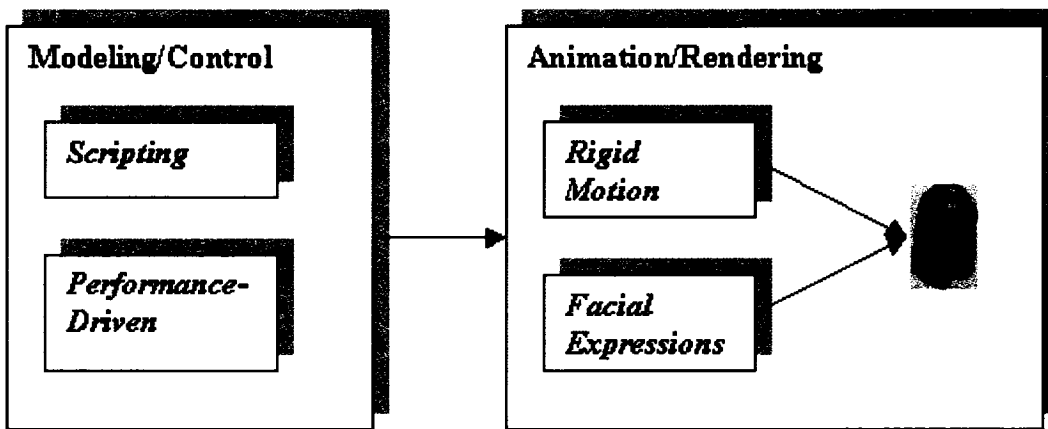 Modeling/Control
Scripting
Performance-
Driven
Animation/Rendering
Rigid
Motion
Facial
Expressions